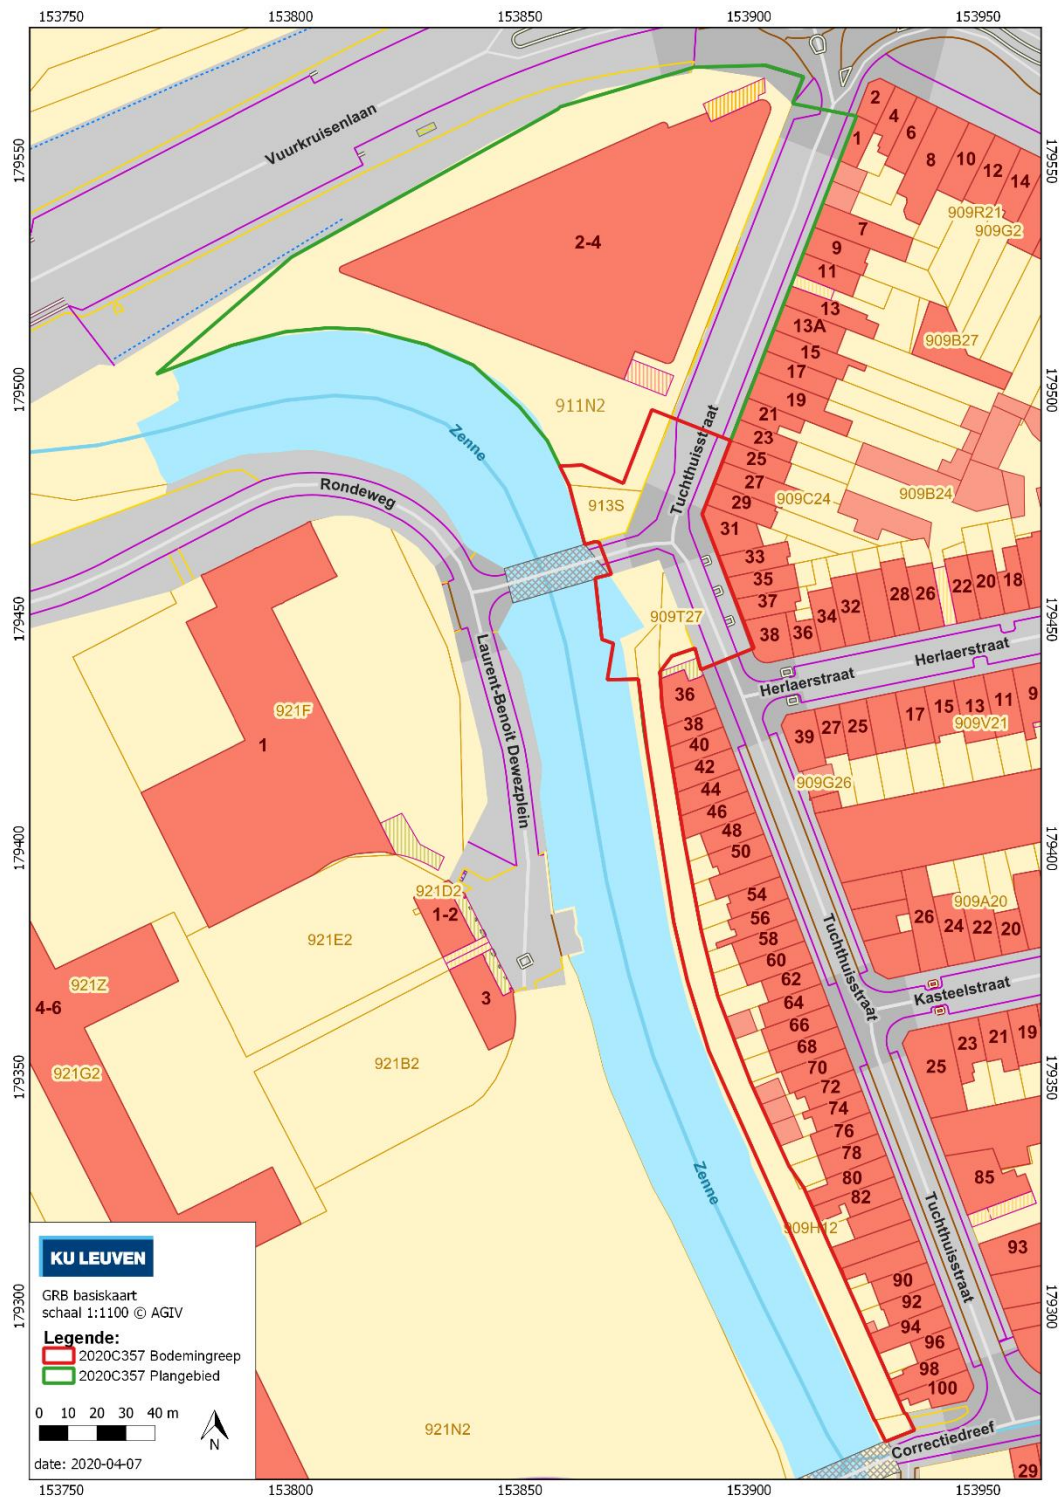 153750 153800 153850 153900 153950
179550
179500
179450
179400
179350
179300
179550
179500
179450
179400
179350
179300
Vuurkruisenlaan
2
4
6
8
10
12
14
1
909R21
909G2
2-4
7
9
11
13
13A
15
17
19
21
23
25
27
29
31
33
35
37
38
36
34
32
28
26
22
20
18
909B27
909C24
909B24
911N2
913S
Zenne
Rondeweg
Tuchthuisstraat
909T27
Herlaerstraat
Herlaerstraat
Laurent-Benoit Dewezplein
921F
1
36
38
40
42
44
46
48
50
54
56
58
60
62
64
66
68
70
72
74
76
78
80
82
90
92
94
96
98
100
39
27
25
17
15
13
11
9
909V21
909G26
909A20
26
24
22
20
Tuchthuisstraat
Kasteelstraat
25
23
21
19
85
93
921D2
1-2
3
921E2
921Z
4-6
921G2
921B2
Zenne
909H12
Tuchthuisstraat
Correctiedreef
29
921N2
KU LEUVEN
GRB basiskaart
schaal 1:1100 © AGIV
Legende:
2020C357 Bodemingreep
2020C357 Plangebied
0 10 20 30 40 m
N
date: 2020-04-07
153750 153800 153850 153900 153950